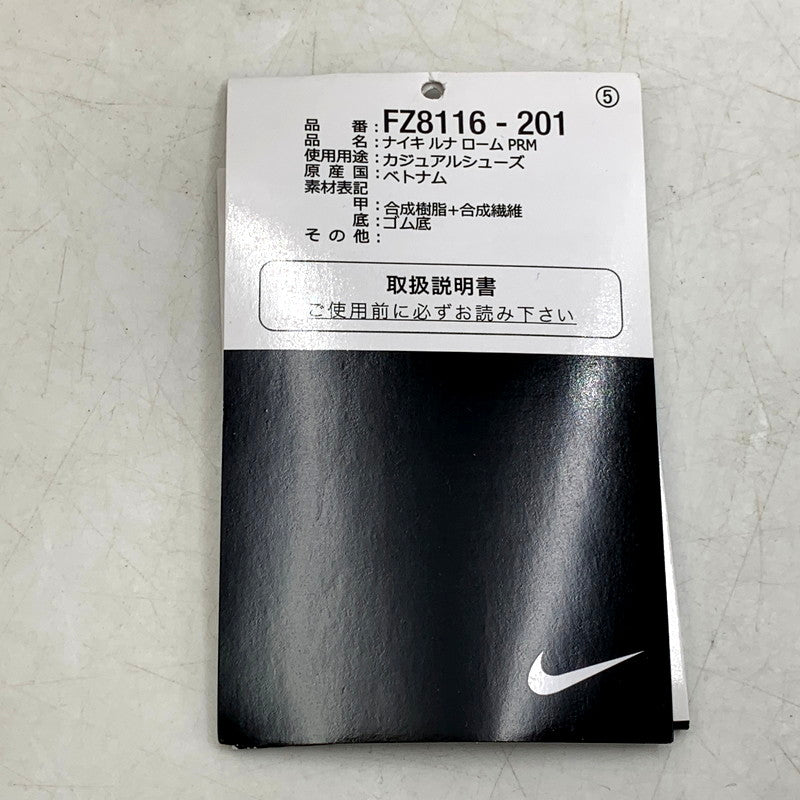 ⑤
品番：FZ8116 - 201
品名：ナイキ ルナ ローム PRM
使用用途：カジュアルシューズ
原産国：ベトナム
素材表記
甲：合成樹脂+合成繊維
底：ゴム底
その他：
取扱説明書
ご使用前に必ずお読み下さい